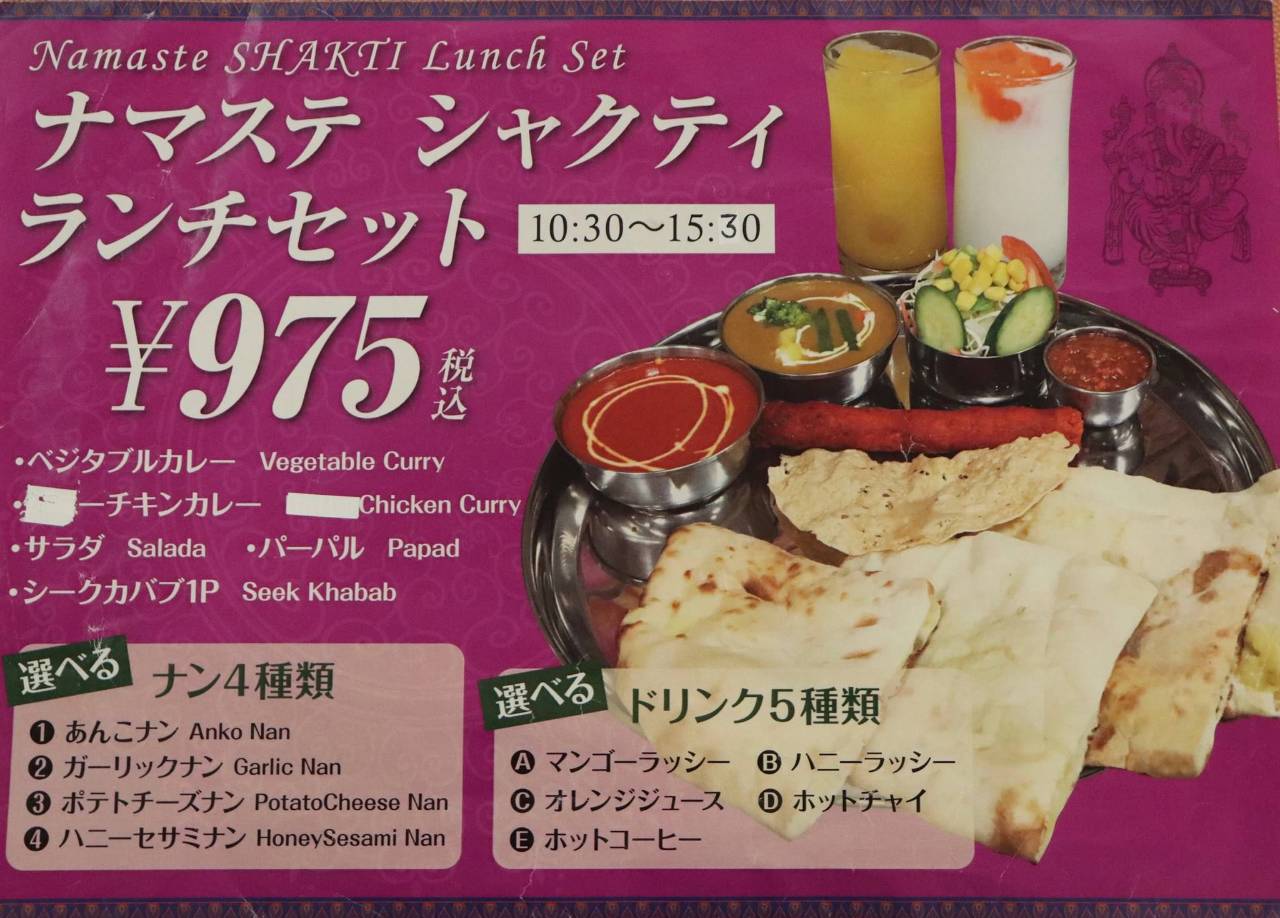 Namaste SHAKTI Lunch Set
ナマステ シャクティ
ランチセット 10:30〜15:30
¥975税込
・ベジタブルカレー Vegetable Curry
・ーチキンカレー Chicken Curry
・サラダ Salada ・パーパル Papad
・シークカバブ1P Seek Khabab
選べる ナン4種類
❶ あんこナン Anko Nan
❷ ガーリックナン Garlic Nan
❸ ポテトチーズナン PotatoCheese Nan
❹ ハニーセサミナン HoneySesami Nan
選べる ドリンク5種類
🅐 マンゴーラッシー 🅑 ハニーラッシー
🅒 オレンジジュース 🅓 ホットチャイ
🅔 ホットコーヒー